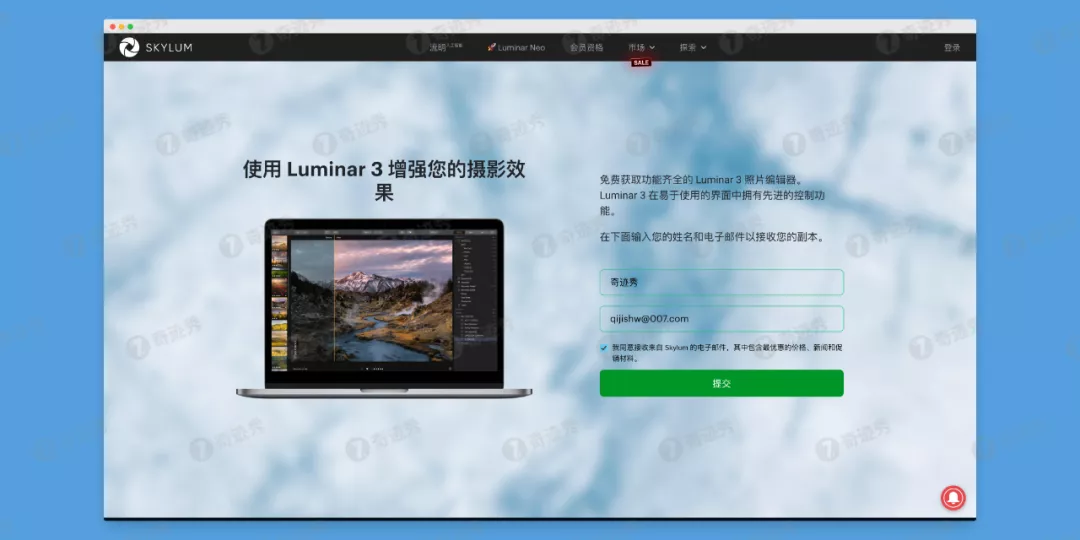 SKYLUM
流明人工智能
🚀 Luminar Neo
会员资格
市场
探索
登录
SALE
使用 Luminar 3 增强您的摄影效
果
免费获取功能齐全的 Luminar 3 照片编辑器。
Luminar 3 在易于使用的界面中拥有先进的控制功
能。
在下面输入您的姓名和电子邮件以接收您的副本。
奇迹秀
qijishw@007.com
我同意接收来自 Skylum 的电子邮件，其中包含最优惠的价格、新闻和促
销材料。
提交
奇迹秀